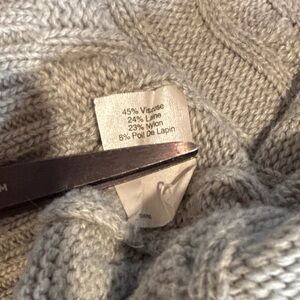 45% Viscose
24% Laine
23% Nylon
8% Poil De Lapin
M